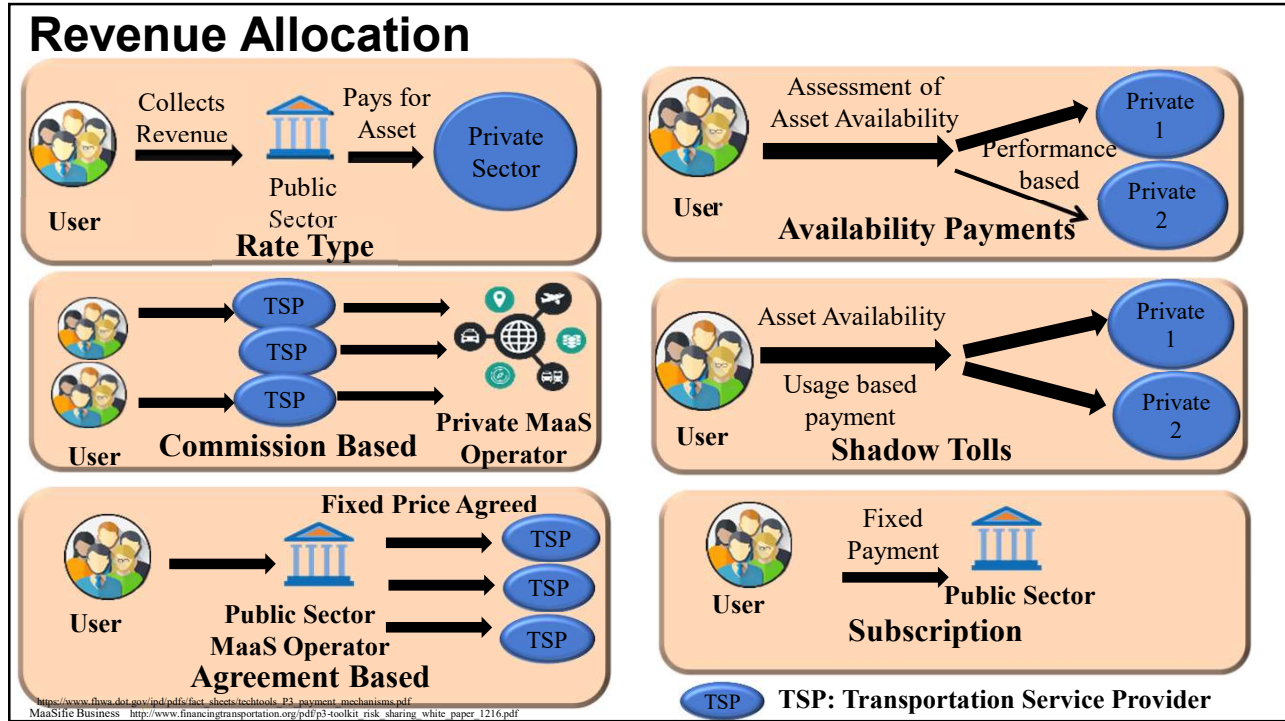 Revenue Allocation
Collects
Revenue
Pays for
Asset
Private
Sector
User
Public
Sector
Rate Type
Assessment of
Asset Availability
Private
1
Performance
based
Private
2
User
Availability Payments
TSP
TSP
TSP
User
Commission Based
Private MaaS
Operator
Asset Availability
Usage based
payment
Private
1
Private
2
User
Shadow Tolls
Fixed Price Agreed
TSP
TSP
TSP
User
Public Sector
MaaS Operator
Agreement Based
https://www.fhwa.dot.gov/ipd/pdfs/fact_sheets/techtools_P3_payment_mechanisms.pdf
MaaSifie Business http://www.financingtransportation.org/pdf/p3-toolkit_risk_sharing_white_paper_1216.pdf
Fixed
Payment
User
Public Sector
Subscription
TSP
TSP: Transportation Service Provider